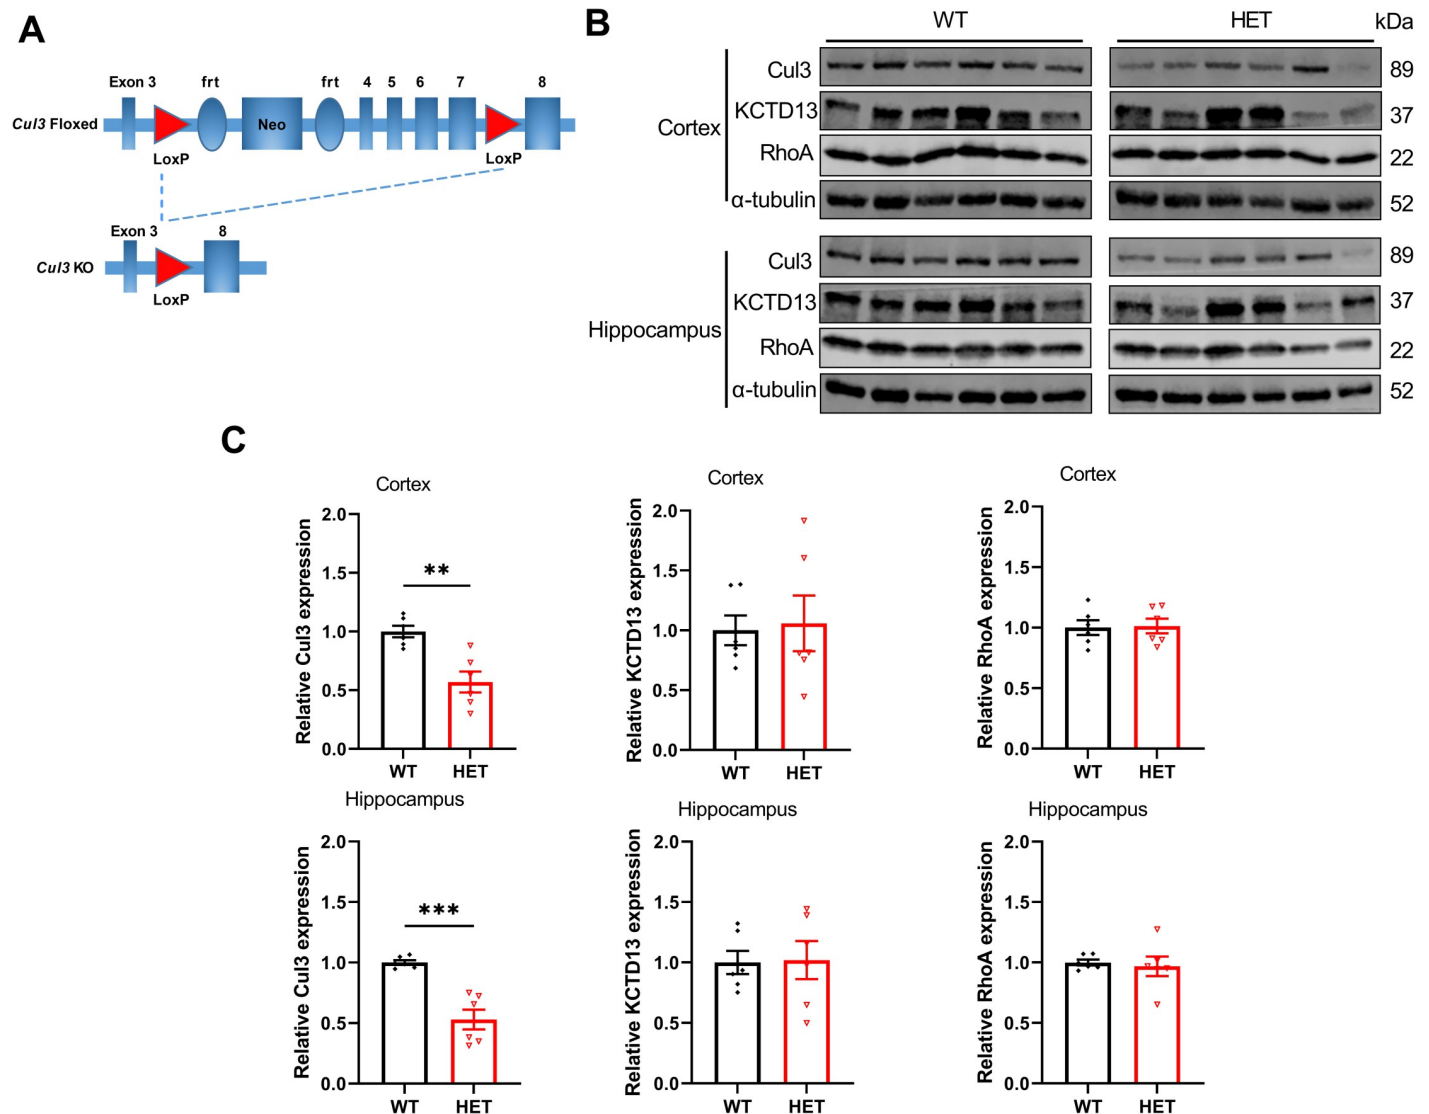 A
Exon 3 frt frt 4 5 6 7 8
Cul3 Floxed Neo
LoxP LoxP
Exon 3 8
Cul3 KO
LoxP
B
WT HET kDa
Cortex
Cul3 89
KCTD13 37
RhoA 22
α-tubulin 52
Hippocampus
Cul3 89
KCTD13 37
RhoA 22
α-tubulin 52
C
Cortex
Relative Cul3 expression
2.0
1.5
1.0
0.5
0.0
**
WT HET
Cortex
Relative KCTD13 expression
2.0
1.5
1.0
0.5
0.0
WT HET
Cortex
Relative RhoA expression
2.0
1.5
1.0
0.5
0.0
WT HET
Hippocampus
Relative Cul3 expression
2.0
1.5
1.0
0.5
0.0
***
WT HET
Hippocampus
Relative KCTD13 expression
2.0
1.5
1.0
0.5
0.0
WT HET
Hippocampus
Relative RhoA expression
2.0
1.5
1.0
0.5
0.0
WT HET